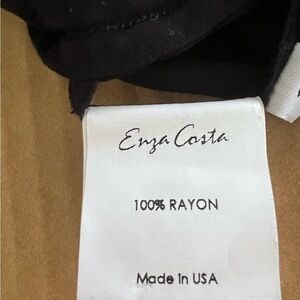 Enza Costa
100% RAYON
Made in USA